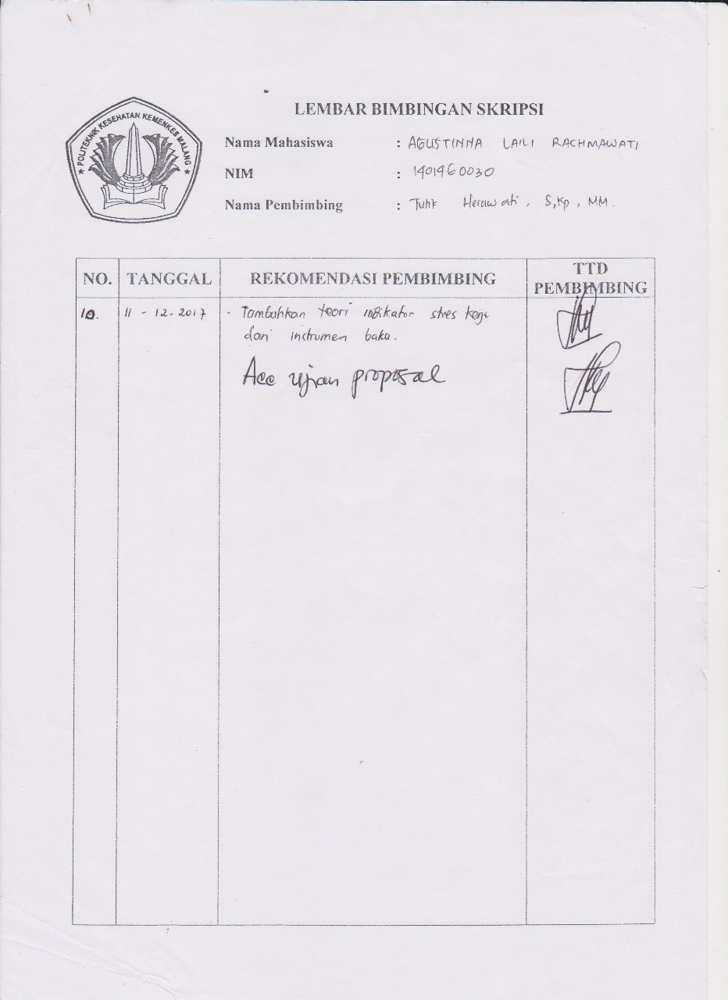 POLITEKNIK KESEHATAN KEMENKES MALANG
LEMBAR BIMBINGAN SKRIPSI
Nama Mahasiswa : AGUSTINNA LAILI RACHMAWATI
NIM : 1401460030
Nama Pembimbing : Tutik Herawati, S,Kp, MM.
NO. TANGGAL REKOMENDASI PEMBIMBING TTD PEMBIMBING
10. 11 - 12 - 2017 - Tambahkan teori indikator stres kerja
dari instrumen baku.
Acc ujian proposal